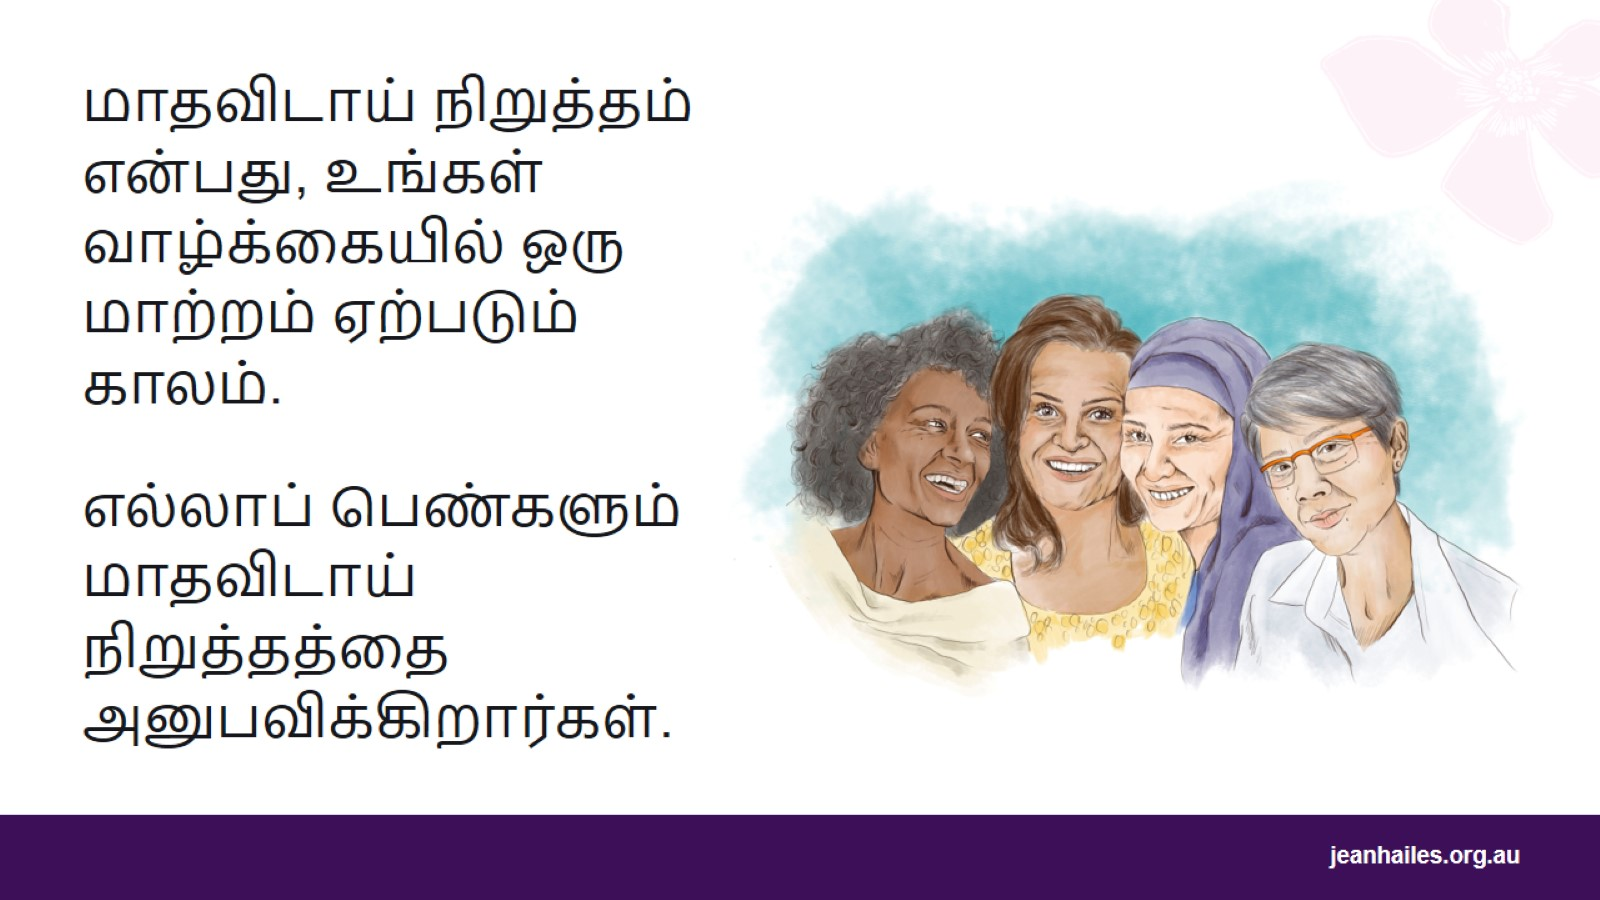 மாதவிடாய் நிறுத்தம்
என்பது, உங்கள்
வாழ்க்கையில் ஒரு
மாற்றம் ஏற்படும்
காலம்.
எல்லாப் பெண்களும்
மாதவிடாய்
நிறுத்தத்தை
அனுபவிக்கிறார்கள்.
jeanhailes.org.au